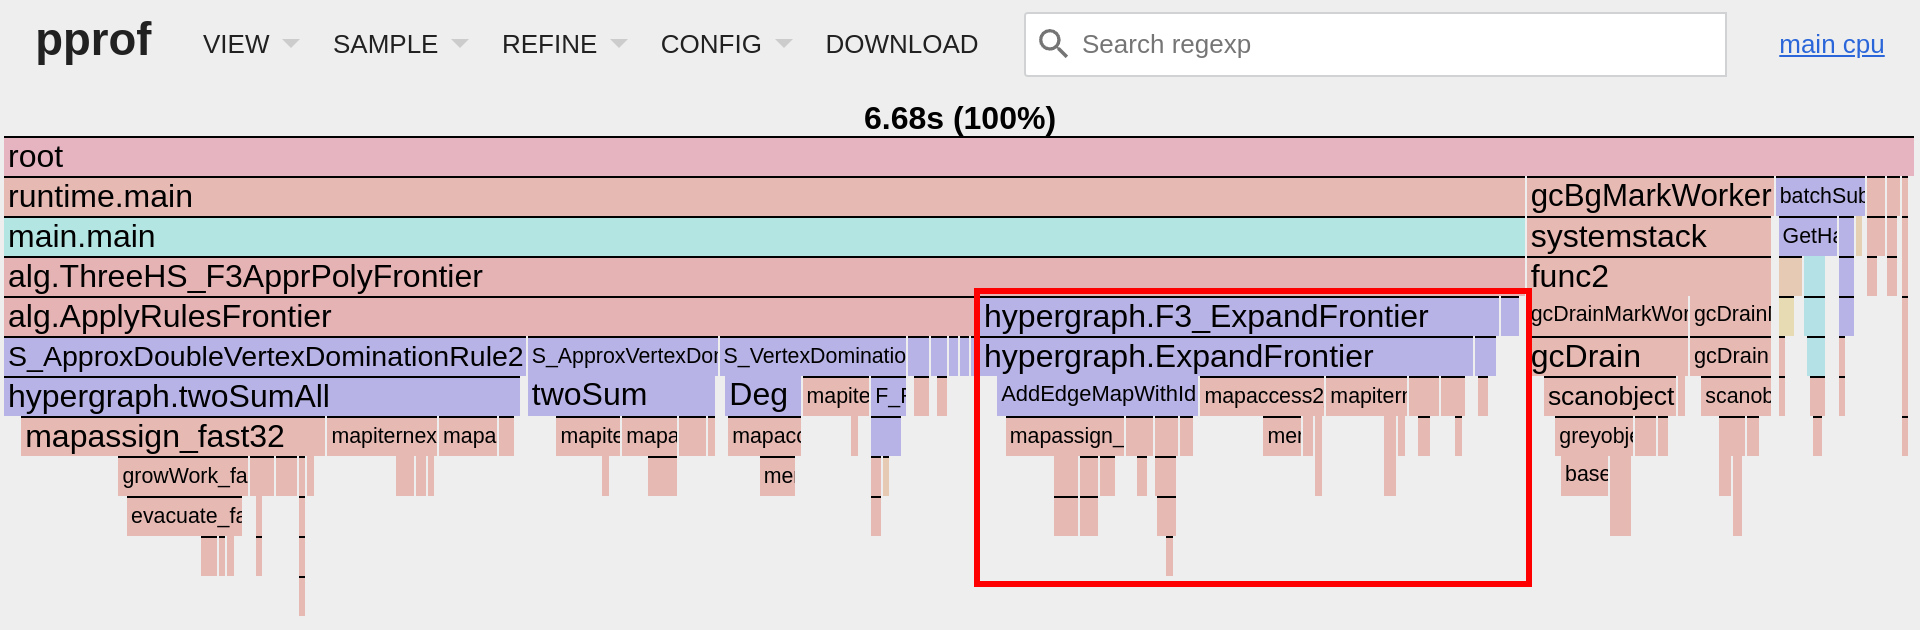 pprof VIEW SAMPLE REFINE CONFIG DOWNLOAD Search regexp main cpu
6.68s (100%)
root
runtime.main gcBgMarkWorker batchSub
main.main systemstack GetHa
alg.ThreeHS_F3ApprPolyFrontier func2
alg.ApplyRulesFrontier hypergraph.F3_ExpandFrontier gcDrainMarkWor gcDrainI
S_ApproxDoubleVertexDominationRule2 S_ApproxVertexDor S_VertexDominatio hypergraph.ExpandFrontier gcDrain gcDrain
hypergraph.twoSumAll twoSum Deg mapite F_F AddEdgeMapWithId mapaccess2 mapiterr scanobject scanob
mapassign_fast32 mapiternex mapa mapite mapa mapacc mapassign_ mer greyobje
growWork_fa me base
evacuate_fa